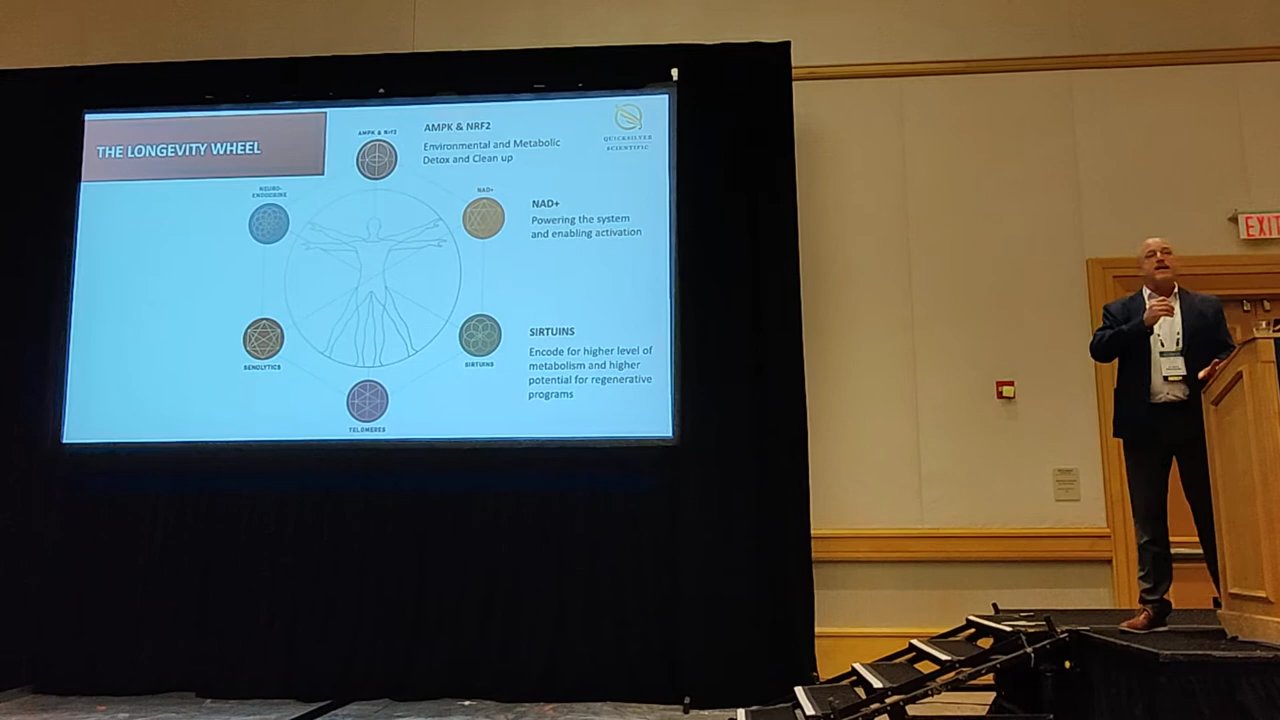 THE LONGEVITY WHEEL
AMPK & Nrf2
AMPK & NRF2
Environmental and Metabolic
Detox and Clean up
QUICKSILVER
SCIENTIFIC
NEURO-
ENDOCRINE
NAD+
NAD+
Powering the system
and enabling activation
SENOLYTICS
SIRTUINS
SIRTUINS
Encode for higher level of
metabolism and higher
potential for regenerative
programs
TELOMERES
EXIT